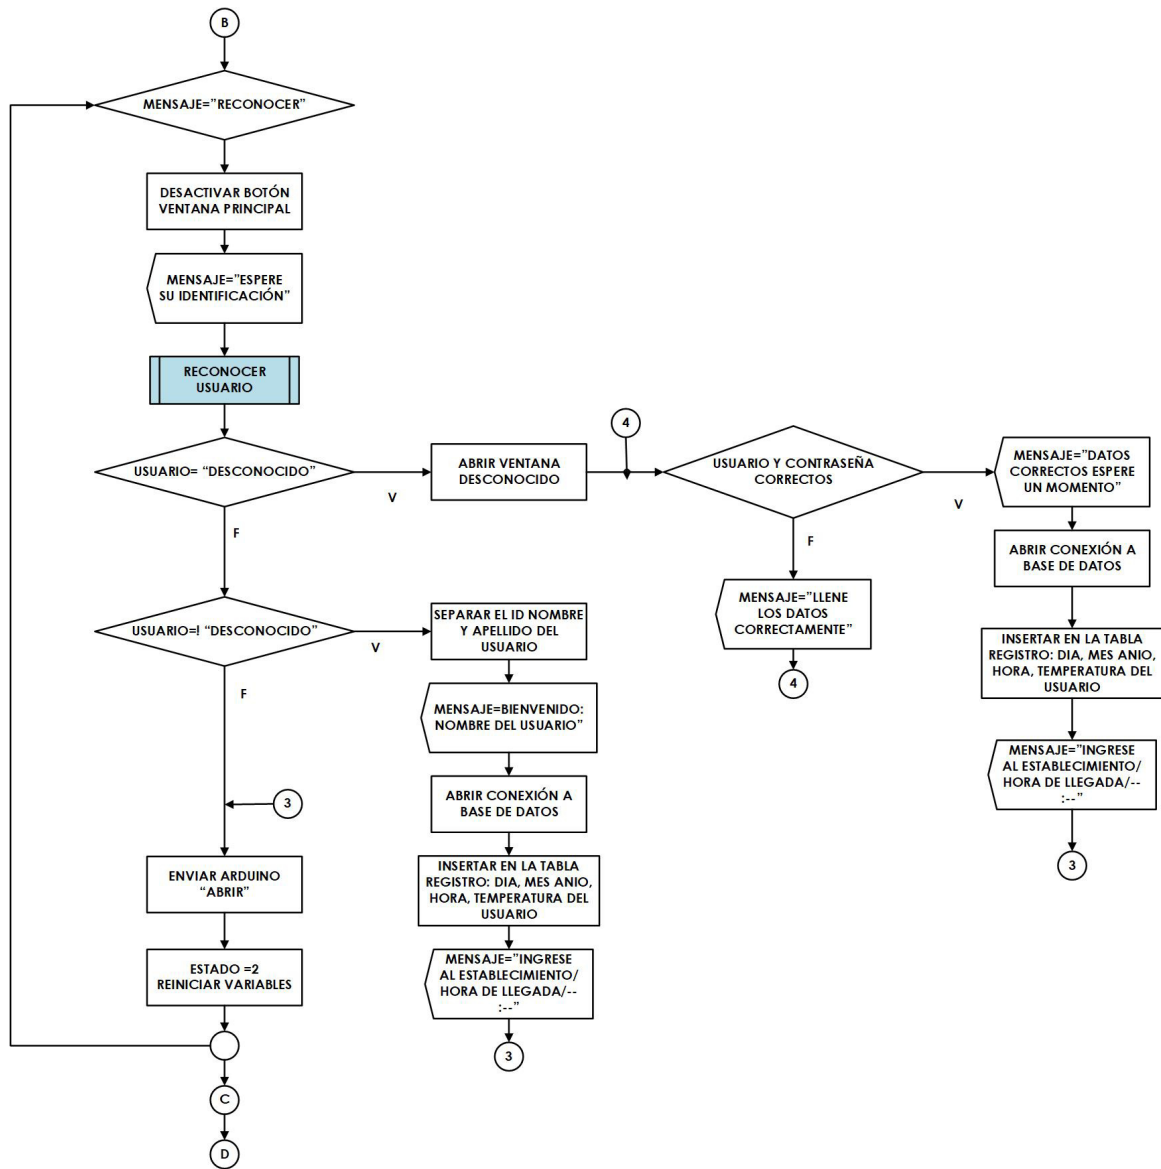 B
MENSAJE=”RECONOCER”
DESACTIVAR BOTÓN
VENTANA PRINCIPAL
MENSAJE=”ESPERE
SU IDENTIFICACIÓN”
RECONOCER
USUARIO
USUARIO= “DESCONOCIDO”
V
F
ABRIR VENTANA
DESCONOCIDO
4
USUARIO Y CONTRASEÑA
CORRECTOS
V
F
MENSAJE=”DATOS
CORRECTOS ESPERE
UN MOMENTO”
ABRIR CONEXIÓN A
BASE DE DATOS
INSERTAR EN LA TABLA
REGISTRO: DIA, MES ANIO,
HORA, TEMPERATURA DEL
USUARIO
MENSAJE=”INGRESE
AL ESTABLECIMIENTO/
HORA DE LLEGADA/--
:--”
3
MENSAJE=”LLENE
LOS DATOS
CORRECTAMENTE”
4
USUARIO=! “DESCONOCIDO”
V
F
SEPARAR EL ID NOMBRE
Y APELLIDO DEL
USUARIO
MENSAJE=BIENVENIDO:
NOMBRE DEL USUARIO”
ABRIR CONEXIÓN A
BASE DE DATOS
INSERTAR EN LA TABLA
REGISTRO: DIA, MES ANIO,
HORA, TEMPERATURA DEL
USUARIO
MENSAJE=”INGRESE
AL ESTABLECIMIENTO/
HORA DE LLEGADA/--
:--”
3
3
ENVIAR ARDUINO
“ABRIR”
ESTADO =2
REINICIAR VARIABLES
C
D